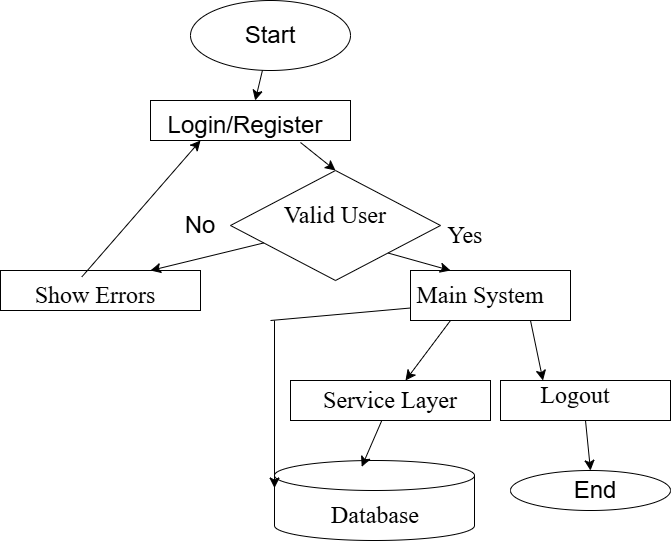 Start
Login/Register
Valid User
No
Yes
Show Errors
Main System
Service Layer
Logout
End
Database